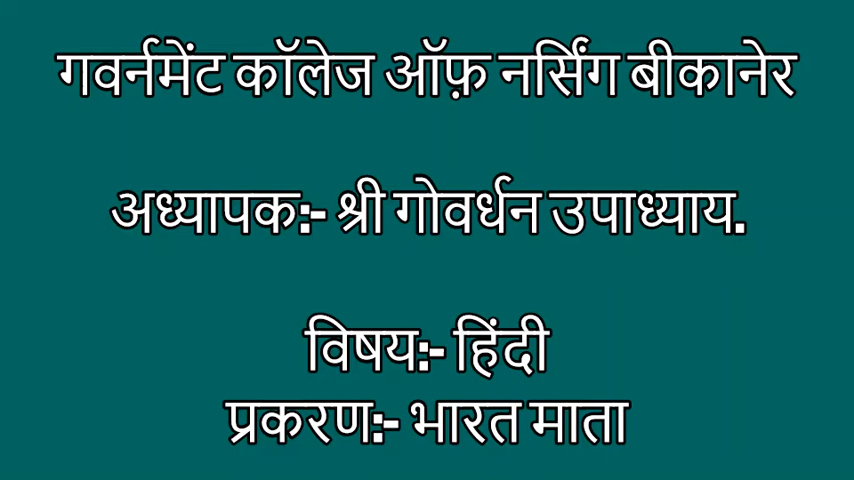 गवर्नमेंट कॉलेज ऑफ़ नर्सिंग बीकानेर
अध्यापक:- श्री गोवर्धन उपाध्याय.
विषय:- हिंदी
प्रकरण:- भारत माता